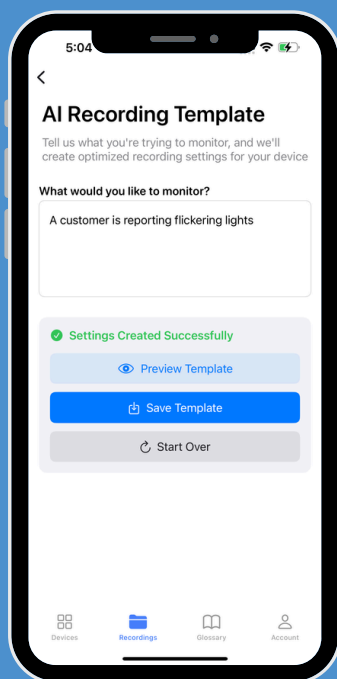 5:04
AI Recording Template
Tell us what you're trying to monitor, and we'll
create optimized recording settings for your device
What would you like to monitor?
A customer is reporting flickering lights
Settings Created Successfully
Preview Template
Save Template
Start Over
Devices
Recordings
Glossary
Account